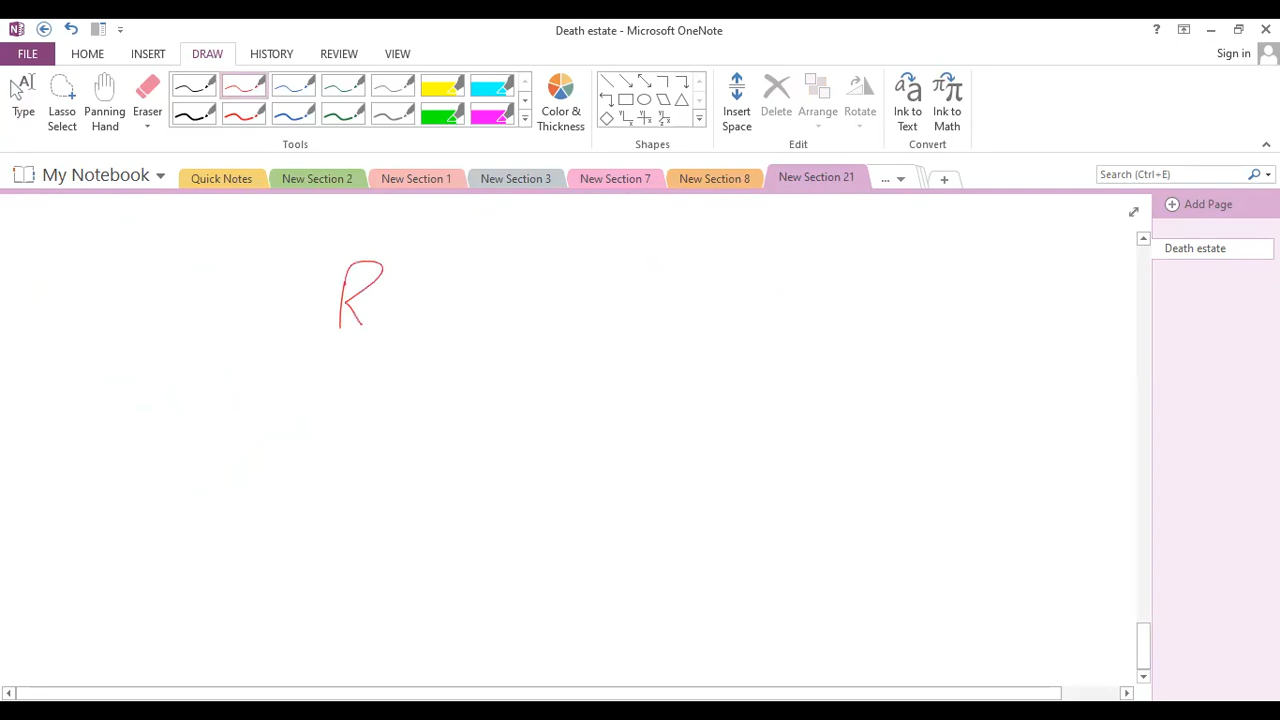 Death estate - Microsoft OneNote
?
FILE HOME INSERT DRAW HISTORY REVIEW VIEW
Sign in
Type
Lasso Select
Panning Hand
Eraser
Color & Thickness
Insert Space
Delete
Arrange
Rotate
Ink to Text
Ink to Math
Tools
Shapes
Edit
Convert
My Notebook
Quick Notes
New Section 2
New Section 1
New Section 3
New Section 7
New Section 8
New Section 21
...
Search (Ctrl+E)
Add Page
Death estate
R